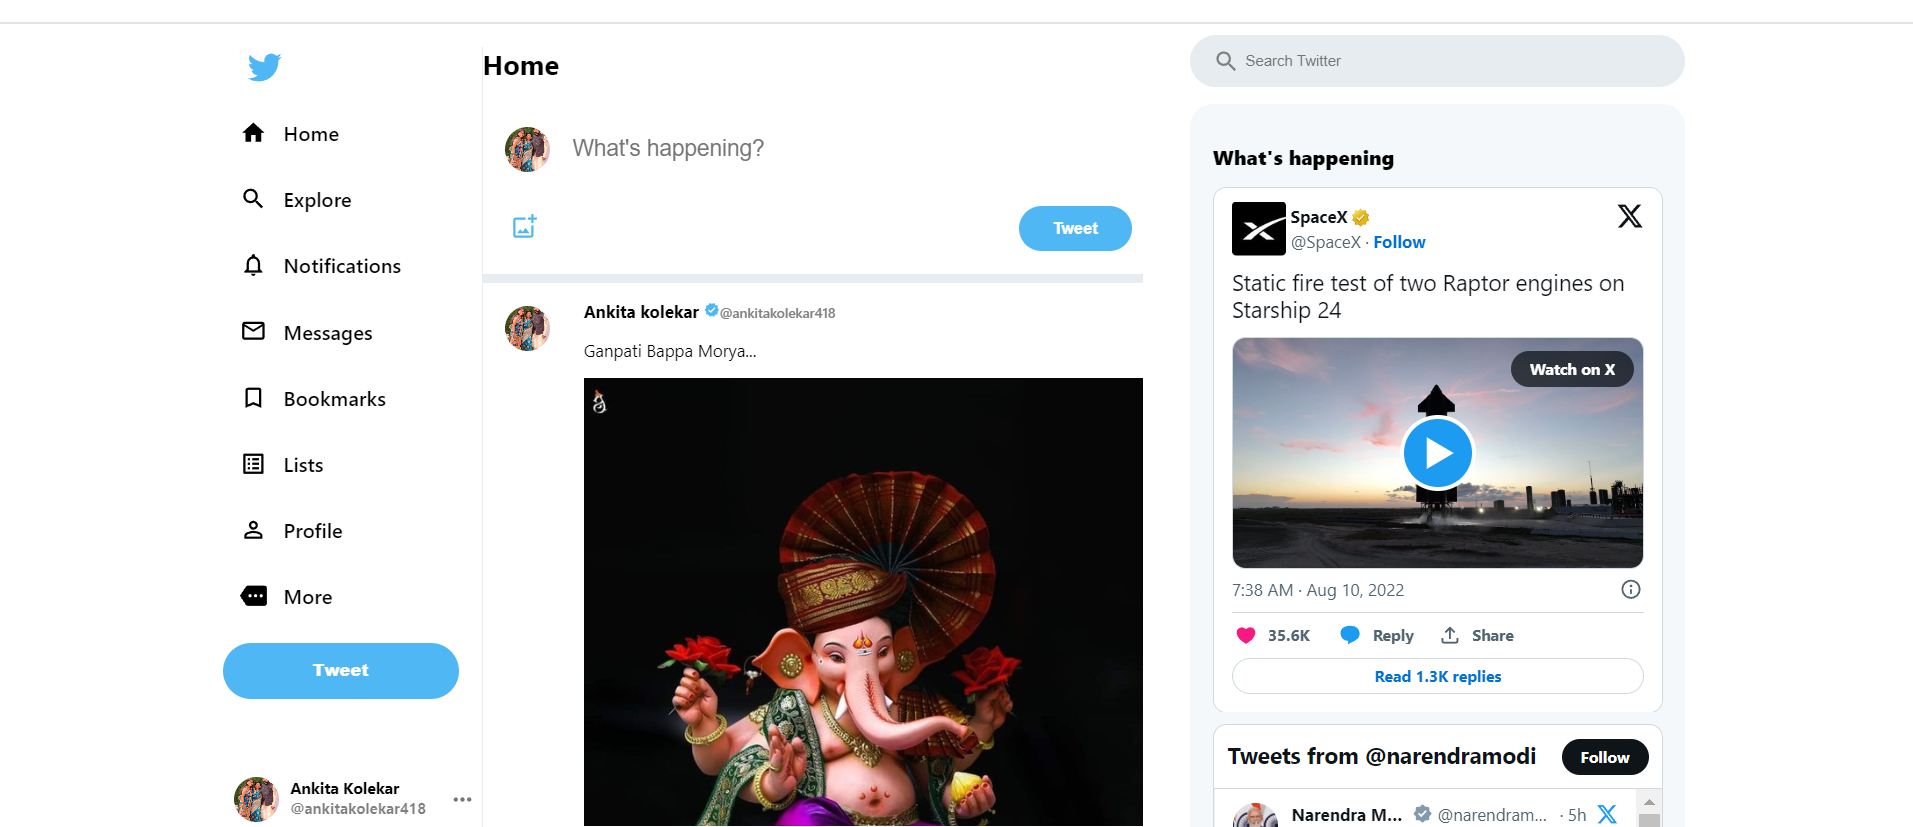 Home
Explore
Notifications
Messages
Bookmarks
Lists
Profile
More
Tweet
Ankita Kolekar
@ankitakolekar418
Home
What's happening?
Tweet
Ankita kolekar @ankitakolekar418
Ganpati Bappa Morya...
Search Twitter
What's happening
SpaceX
@SpaceX · Follow
Static fire test of two Raptor engines on
Starship 24
Watch on X
7:38 AM · Aug 10, 2022
35.6K Reply Share
Read 1.3K replies
Tweets from @narendramodi Follow
Narendra M... @narendram... · 5h